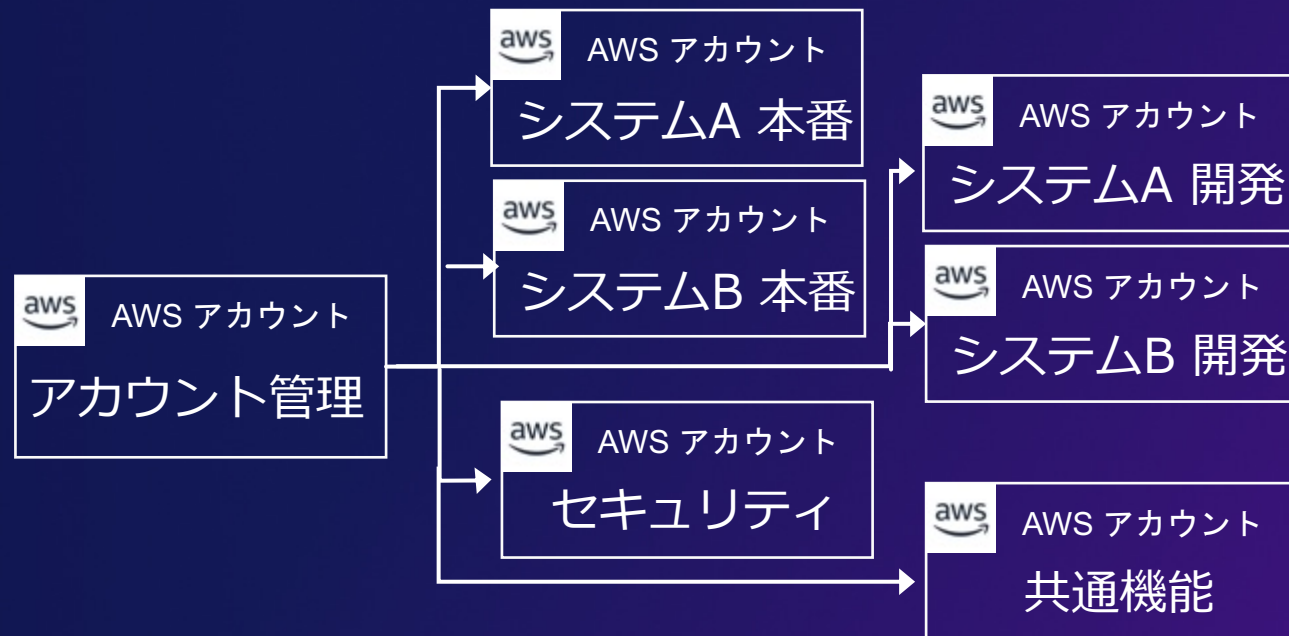 aws
AWS アカウント
アカウント管理
aws
AWS アカウント
システムA 本番
aws
AWS アカウント
システムB 本番
aws
AWS アカウント
セキュリティ
aws
AWS アカウント
システムA 開発
aws
AWS アカウント
システムB 開発
aws
AWS アカウント
共通機能